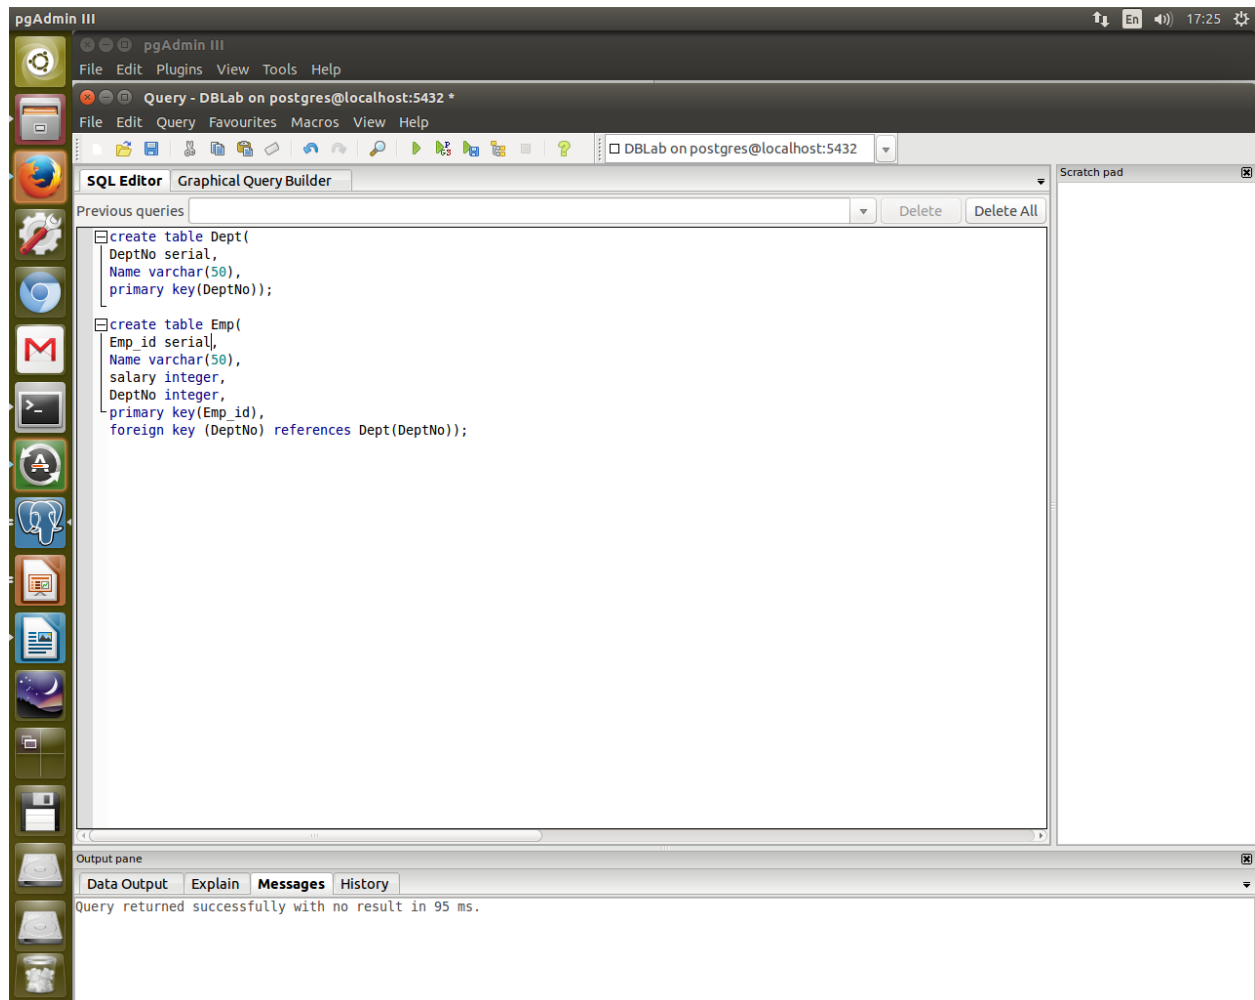 pgAdmin III
En 17:25
pgAdmin III
File Edit Plugins View Tools Help
Query - DBLab on postgres@localhost:5432 *
File Edit Query Favourites Macros View Help
DBLab on postgres@localhost:5432
SQL Editor Graphical Query Builder
Scratch pad
Previous queries Delete Delete All
create table Dept(
DeptNo serial,
Name varchar(50),
primary key(DeptNo));
create table Emp(
Emp_id serial,
Name varchar(50),
salary integer,
DeptNo integer,
primary key(Emp_id),
foreign key (DeptNo) references Dept(DeptNo));
Output pane
Data Output Explain Messages History
Query returned successfully with no result in 95 ms.